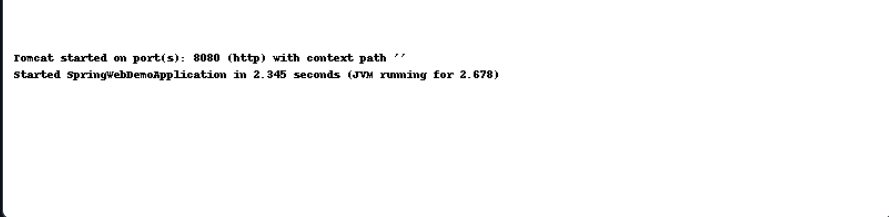 Tomcat started on port(s): 8080 (http) with context path ''
Started SpringWebDemoApplication in 2.345 seconds (JVM running for 2.678)